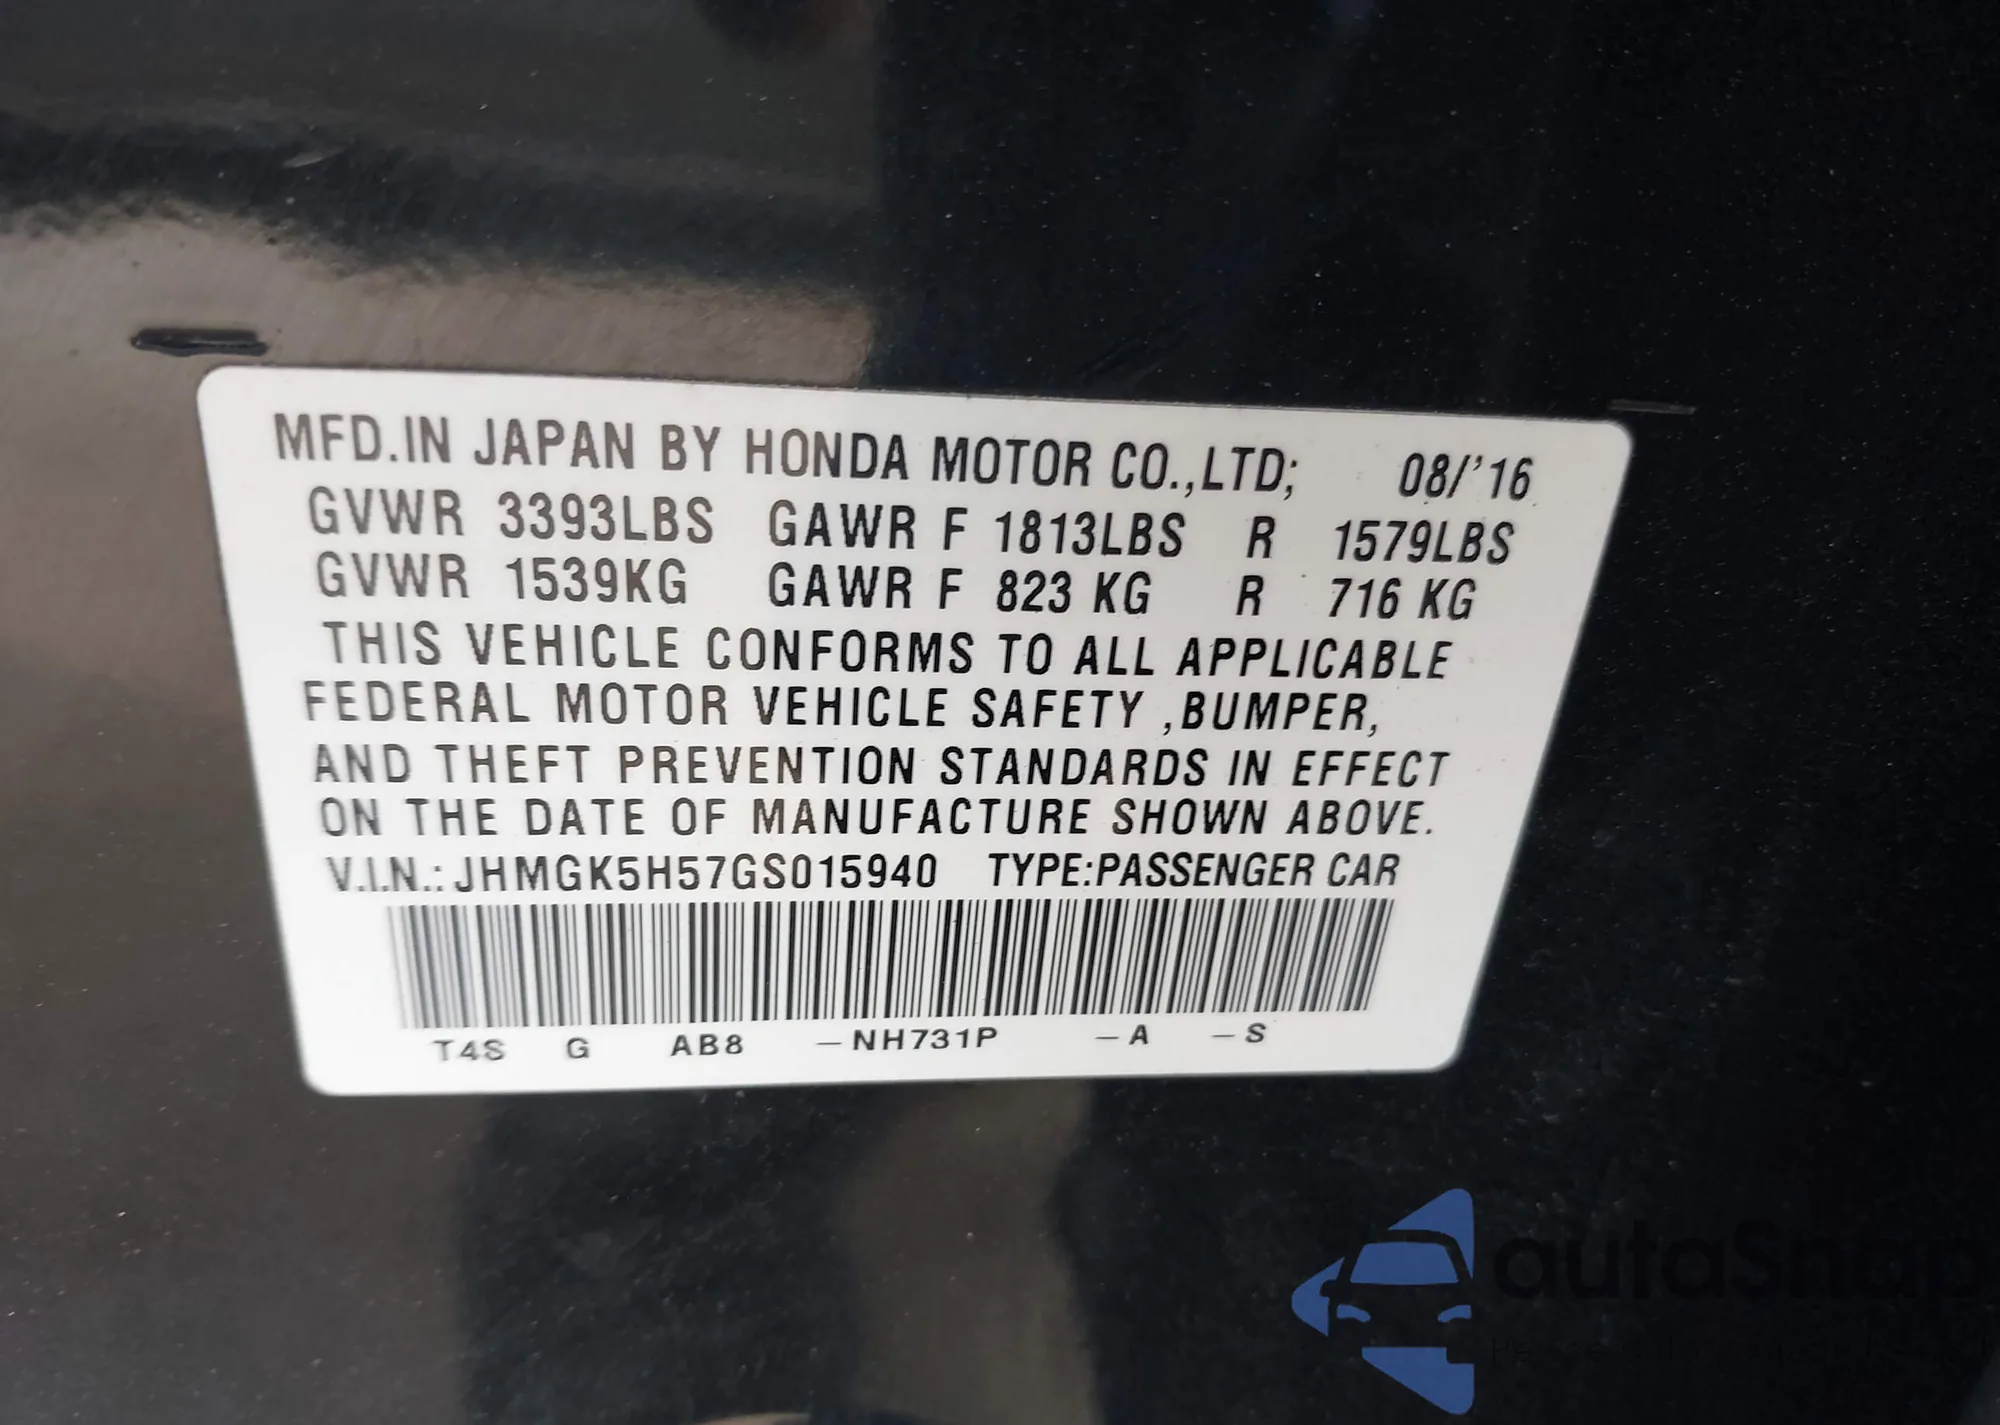 MFD.IN JAPAN BY HONDA MOTOR CO.,LTD; 08/'16
GVWR 3393LBS GAWR F 1813LBS R 1579LBS
GVWR 1539KG GAWR F 823 KG R 716 KG
THIS VEHICLE CONFORMS TO ALL APPLICABLE
FEDERAL MOTOR VEHICLE SAFETY ,BUMPER,
AND THEFT PREVENTION STANDARDS IN EFFECT
ON THE DATE OF MANUFACTURE SHOWN ABOVE.
V.I.N.: JHMGK5H57GS015940 TYPE:PASSENGER CAR
T4S G AB8 –NH731P –A –S
autaSnap